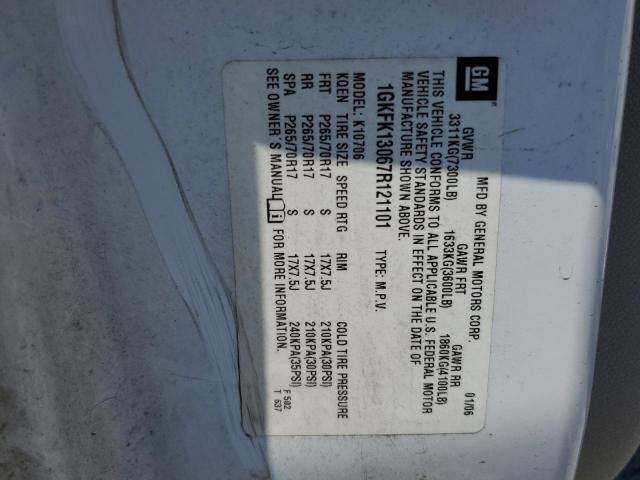 GM
MFD BY GENERAL MOTORS CORP. 01/06
GVWR GAWR FRT GAWR RR
3311KG(7300LB) 1633KG(3600LB) 1860KG(4100LB)
THIS VEHICLE CONFORMS TO ALL APPLICABLE U.S. FEDERAL MOTOR
VEHICLE SAFETY STANDARDS IN EFFECT ON THE DATE OF
MANUFACTURE SHOWN ABOVE.
1GKFK13067R121101 TYPE: M.P.V.
MODEL: K10706
KOEN TIRE SIZE SPEED RTG RIM COLD TIRE PRESSURE
FRT P265/70R17 S 17X7.5J 210KPA(30PSI)
RR P265/70R17 S 17X7.5J 210KPA(30PSI)
SPA P265/70R17 S 17X7.5J 240KPA(35PSI)
SEE OWNER'S MANUAL FOR MORE INFORMATION.
F 502
T 637